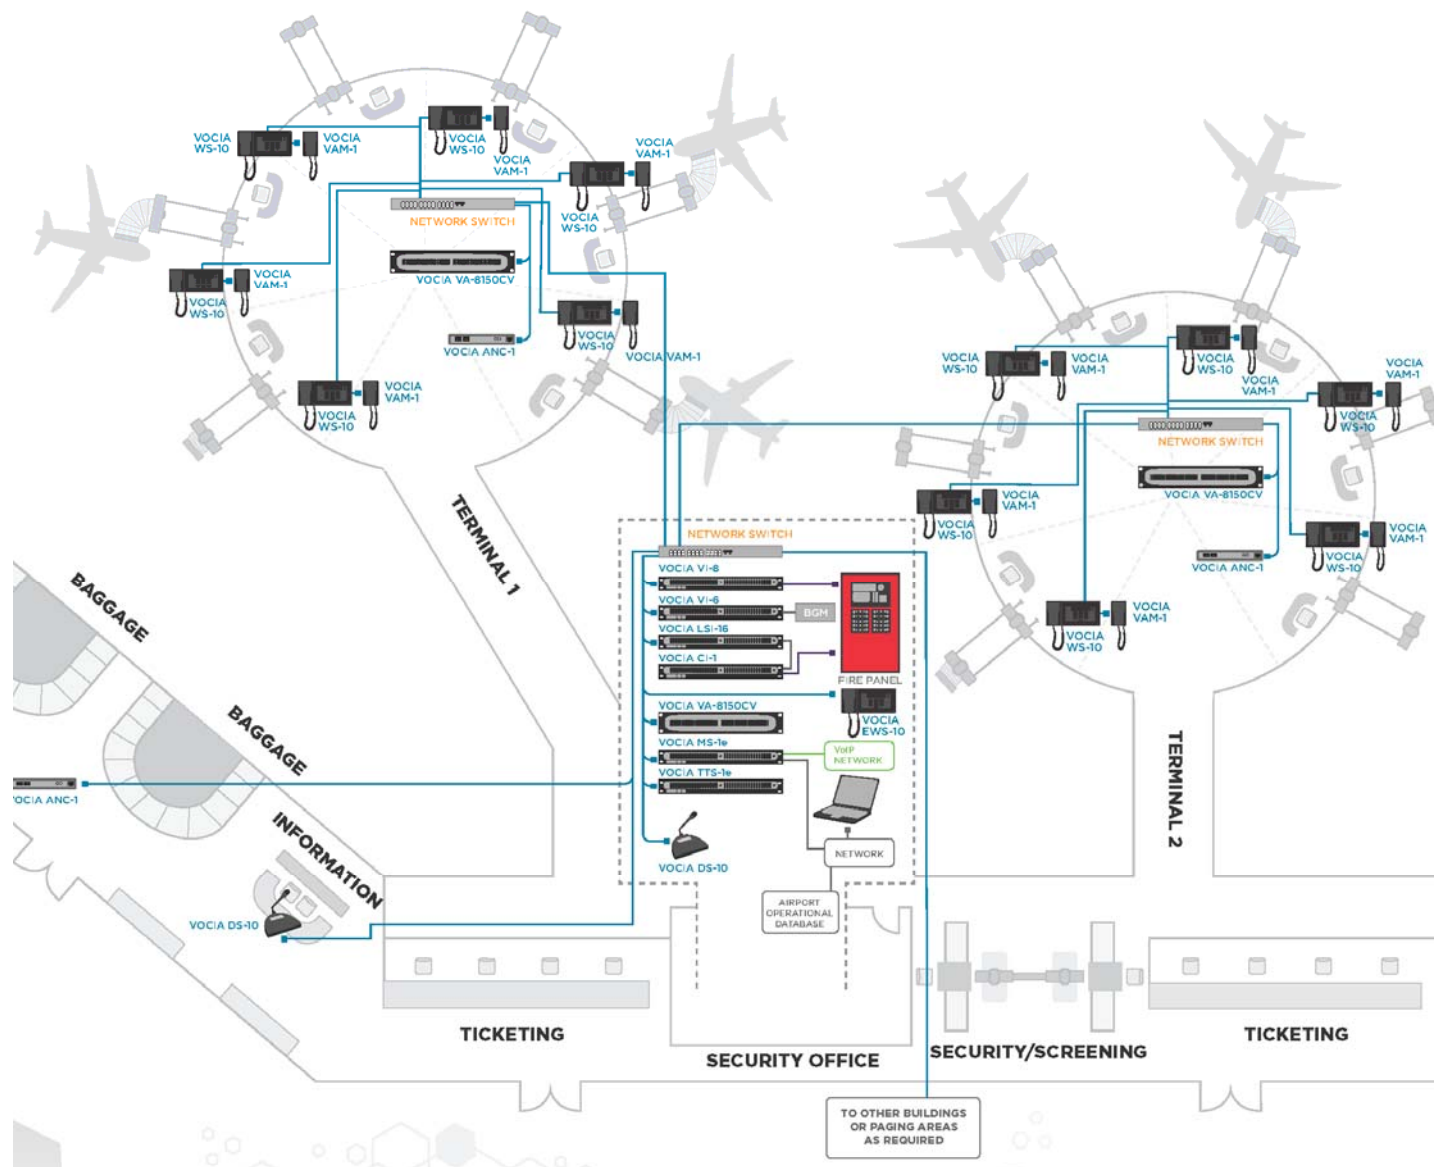 VOCIA
WS-10
VOCIA
VAM-1
VOCIA
WS-10
VOCIA
VAM-1
VOCIA
VAM-1
VOCIA
WS-10
NETWORK SWITCH
VOCIA VA-8150CV
VOCIA
VAM-1
VOCIA
WS-10
VOCIA ANC-1
VOCIA
WS-10
VOCIA VAM-1
VOCIA
VAM-1
VOCIA
WS-10
TERMINAL 1
VOCIA
WS-10
VOCIA
VAM-1
VOCIA
WS-10
VOCIA
VAM-1
VOCIA
VAM-1
VOCIA
WS-10
NETWORK SWITCH
VOCIA VA-8150CV
VOCIA
VAM-1
VOCIA
WS-10
VOCIA
VAM-1
VOCIA
WS-10
VOCIA ANC-1
VOCIA
VAM-1
VOCIA
WS-10
TERMINAL 2
NETWORK SWITCH
VOCIA VI-8
VOCIA VI-6
BGM
VOCIA LSI-16
VOCIA CI-1
FIRE PANEL
VOCIA VA-8150CV
VOCIA
EWS-10
VOCIA MS-1e
VoIP
NETWORK
VOCIA TTS-1e
VOCIA DS-10
NETWORK
AIRPORT
OPERATIONAL
DATABASE
BAGGAGE
BAGGAGE
VOCIA ANC-1
INFORMATION
VOCIA DS-10
TICKETING
SECURITY OFFICE
SECURITY/SCREENING
TICKETING
TO OTHER BUILDINGS
OR PAGING AREAS
AS REQUIRED